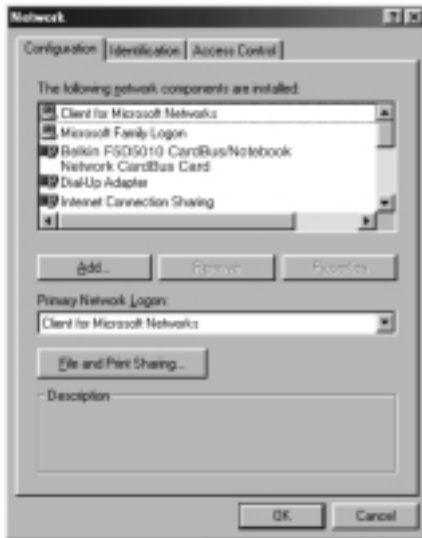 Network
Configuration
Identification
Access Control
The following network components are installed:
Client for Microsoft Networks
Microsoft Family Logon
Belkin F5D5010 CardBus/Notebook
Network CardBus Card
Dial-Up Adapter
Internet Connection Sharing
Add...
Remove
Properties
Primary Network Logon:
Client for Microsoft Networks
File and Print Sharing...
Description
OK
Cancel